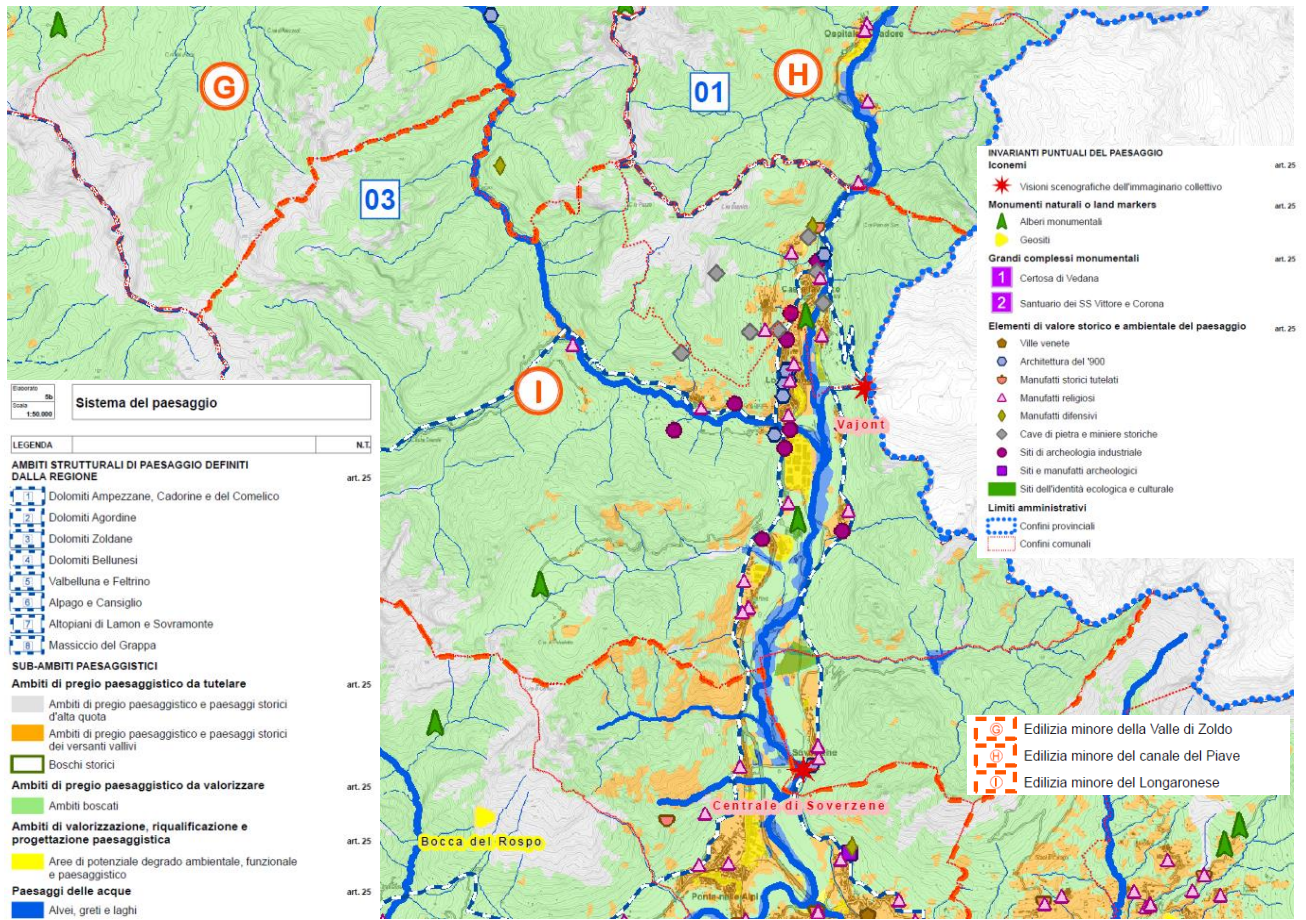 G
H
01
03
I
Ospitale
adore
Vajont
Centrale di Soverzene
Bocca del Rospo
Elaborato
5b
Scala
1:50.000
Sistema del paesaggio
LEGENDA
N.T.
AMBITI STRUTTURALI DI PAESAGGIO DEFINITI
DALLA REGIONE art. 25
1 Dolomiti Ampezzane, Cadorine e del Comelico
2 Dolomiti Agordine
3 Dolomiti Zoldane
4 Dolomiti Bellunesi
5 Valbelluna e Feltrino
6 Alpago e Cansiglio
7 Altopiani di Lamon e Sovramonte
8 Massiccio del Grappa
SUB-AMBITI PAESAGGISTICI
Ambiti di pregio paesaggistico da tutelare art. 25
Ambiti di pregio paesaggistico e paesaggi storici
d'alta quota
Ambiti di pregio paesaggistico e paesaggi storici
dei versanti vallivi
Boschi storici
Ambiti di pregio paesaggistico da valorizzare art. 25
Ambiti boscati
Ambiti di valorizzazione, riqualificazione e
progettazione paesaggistica art. 25
Aree di potenziale degrado ambientale, funzionale
e paesaggistico
Paesaggi delle acque art. 25
Alvei, greti e laghi
INVARIANTI PUNTUALI DEL PAESAGGIO
Iconemi art. 25
Visioni scenografiche dell'immaginario collettivo
Monumenti naturali o land markers art. 25
Alberi monumentali
Geositi
Grandi complessi monumentali art. 25
1 Certosa di Vedana
2 Santuario dei SS Vittore e Corona
Elementi di valore storico e ambientale del paesaggio art. 25
Ville venete
Architettura del '900
Manufatti storici tutelati
Manufatti religiosi
Manufatti difensivi
Cave di pietra e miniere storiche
Siti di archeologia industriale
Siti e manufatti archeologici
Siti dell'identità ecologica e culturale
Limiti amministrativi
Confini provinciali
Confini comunali
G Edilizia minore della Valle di Zoldo
H Edilizia minore del canale del Piave
I Edilizia minore del Longaronese